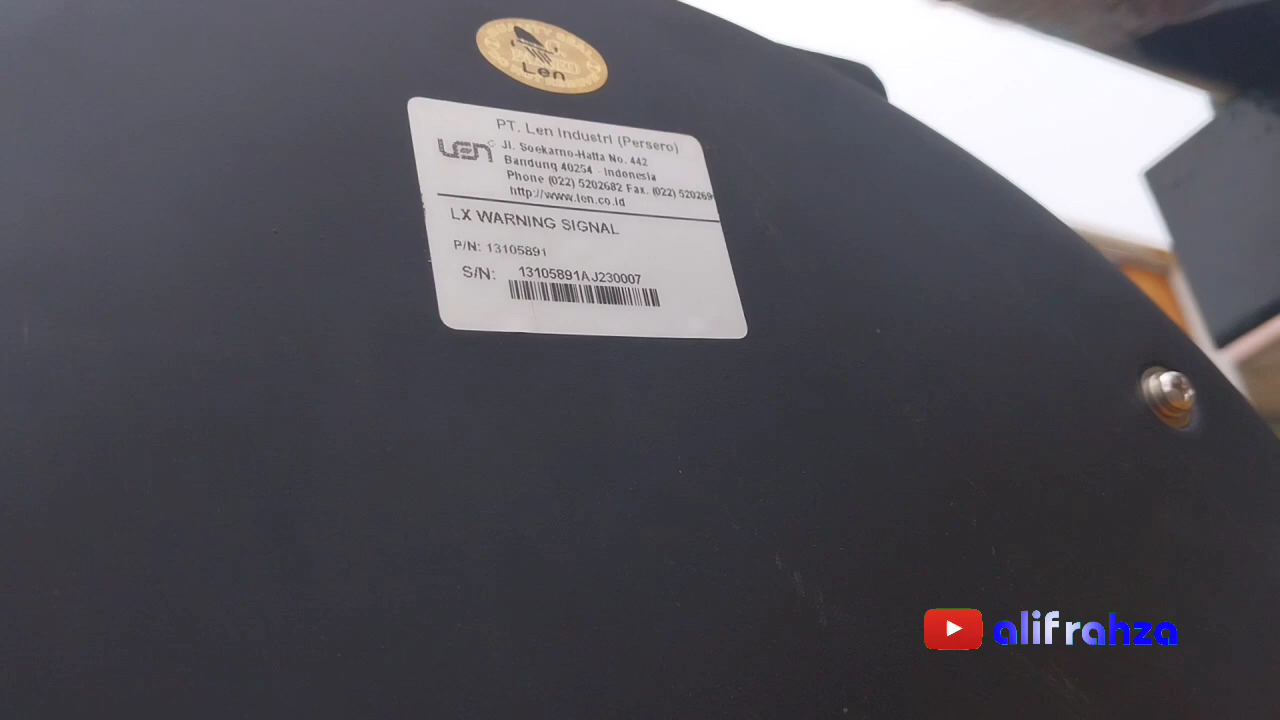 Len
PT. Len Industri (Persero)
LEN
Jl. Soekarno-Hatta No. 442
Bandung 40254 - Indonesia
Phone (022) 5202682 Fax. (022) 520269
http://www.len.co.id
LX WARNING SIGNAL
P/N: 13105891
S/N: 13105891AJ230007
alifrahza